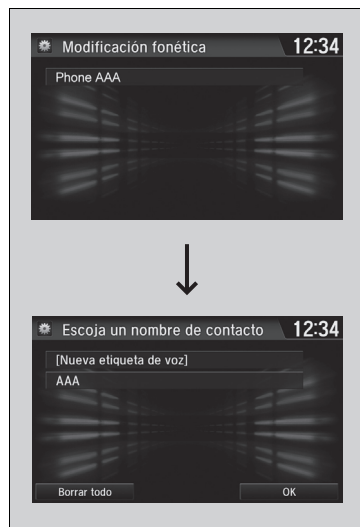 Modificación fonética 12:34
Phone AAA
Escoja un nombre de contacto 12:34
[Nueva etiqueta de voz]
AAA
Borrar todo OK